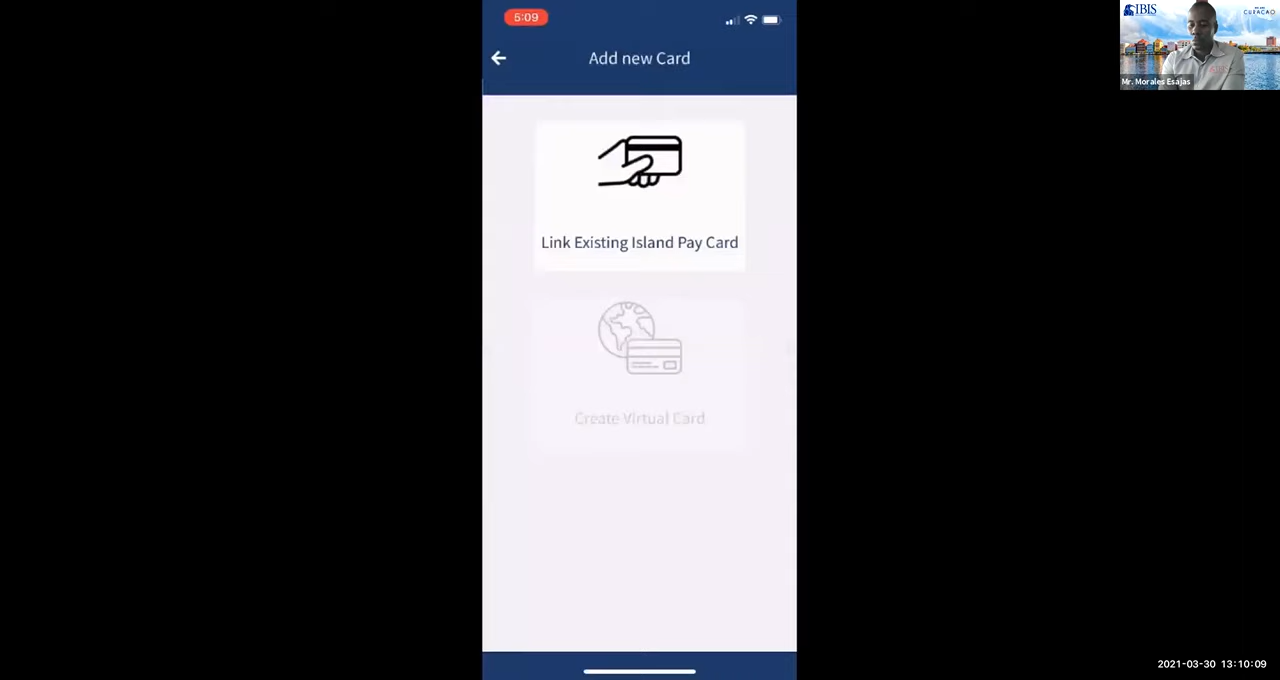 5:09
Add new Card
Link Existing Island Pay Card
Create Virtual Card
IBIS
CURAÇAO
Mr. Morales Esajas
2021-03-30 13:10:09